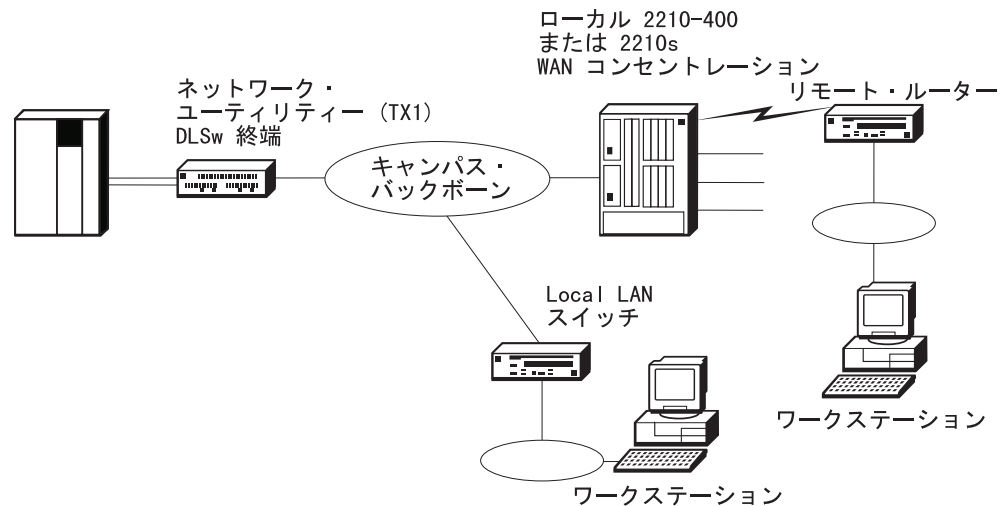 ローカル 2210-400
または 2210s
WAN コンセントレーション
リモート・ルーター
ネットワーク・
ユーティリティー (TX1)
DLSw 終端
キャンパス・
バックボーン
Local LAN
スイッチ
ワークステーション
ワークステーション